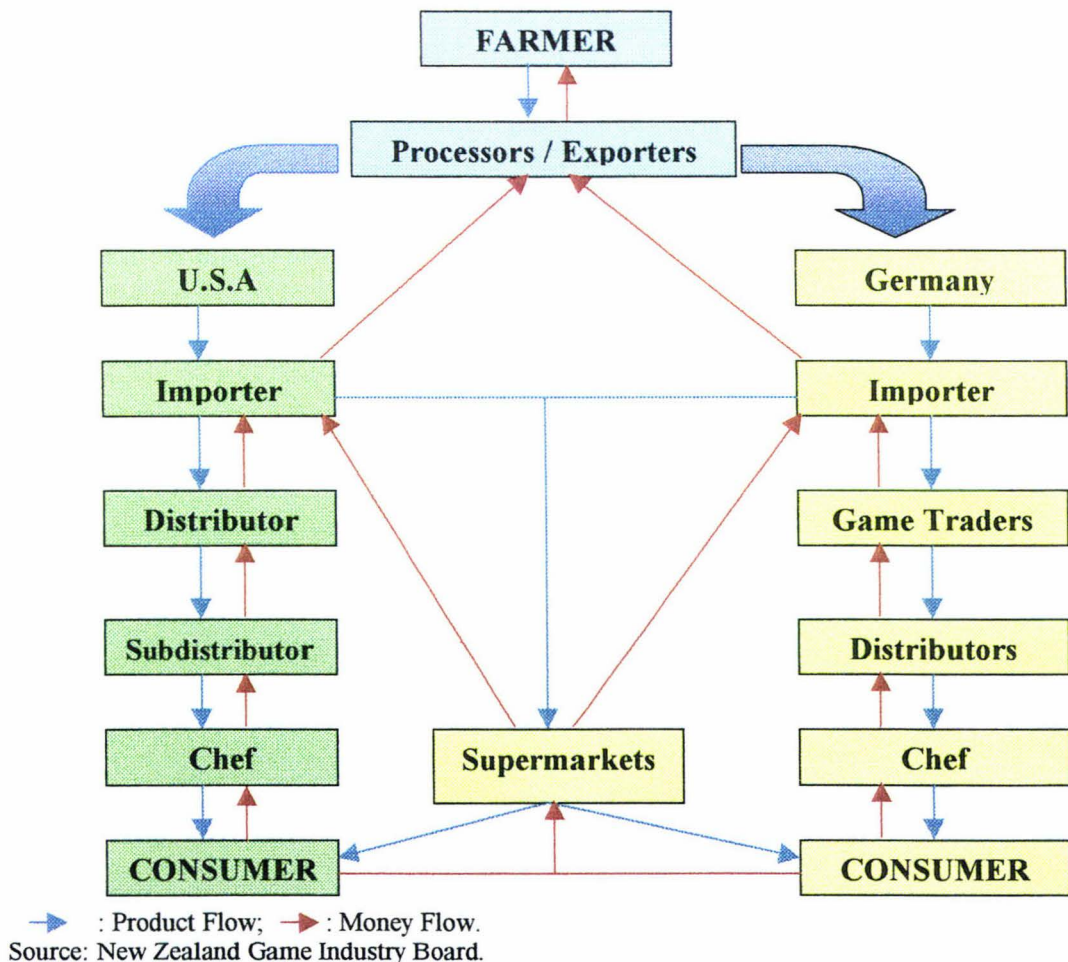 FARMER
Processors / Exporters
U.S.A
Germany
Importer
Importer
Distributor
Game Traders
Subdistributor
Distributors
Chef
Supermarkets
Chef
CONSUMER
CONSUMER
: Product Flow; : Money Flow.
Source: New Zealand Game Industry Board.